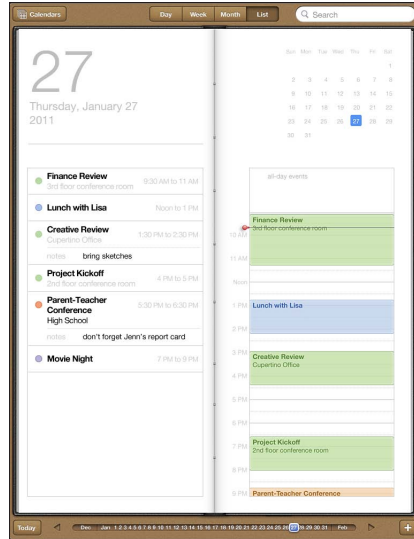 Calendars
Day Week Month List
Search
27
Thursday, January 27
2011
Finance Review 9:30 AM to 11 AM
3rd floor conference room
Lunch with Lisa Noon to 1 PM
Creative Review 1:30 PM to 2:30 PM
Cupertino Office
notes bring sketches
Project Kickoff 4 PM to 5 PM
2nd floor conference room
Parent-Teacher 5:30 PM to 6:30 PM
Conference
High School
notes don't forget Jenn's report card
Movie Night 7 PM to 9 PM
Sun Mon Tue Wed Thu Fri Sat
1
2 3 4 5 6 7 8
9 10 11 12 13 14 15
16 17 18 19 20 21 22
23 24 25 26 27 28 29
30 31
all-day events
Finance Review
3rd floor conference room
10 AM
11 AM
Noon
1 PM Lunch with Lisa
2 PM
3 PM
Creative Review
Cupertino Office
4 PM
5 PM
6 PM
Project Kickoff
7 PM 2nd floor conference room
8 PM
9 PM Parent-Teacher Conference
Today Dec Jan 1 2 3 4 5 6 7 8 9 10 11 12 13 14 15 16 17 18 19 20 21 22 23 24 25 26 27 28 29 30 31 Feb +